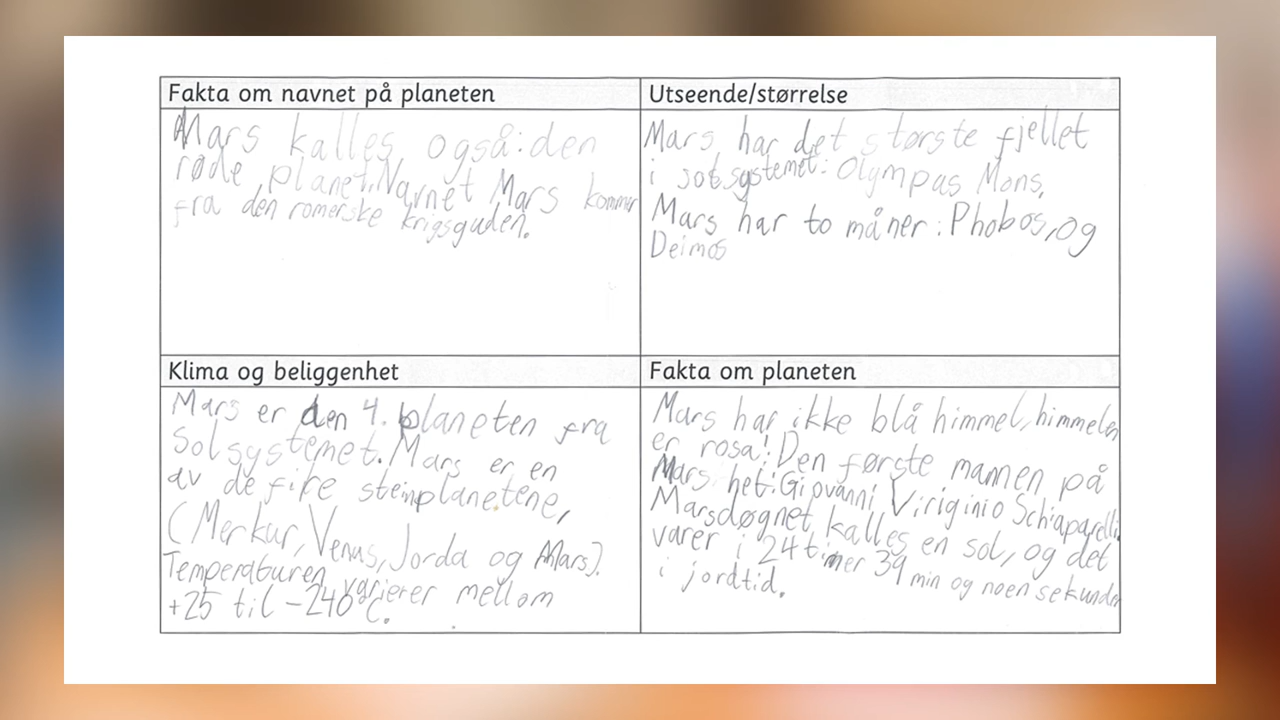 Fakta om navnet på planeten
Mars kalles også: den
røde planet. Navnet Mars kommer
fra den romerske krigsguden.
Utseende/størrelse
Mars har det største fjellet
i solsystemet: Olympas Mons.
Mars har to måner: Phobos, og
Deimos
Klima og beliggenhet
Mars er den 4. planeten fra
Solsystemet. Mars er en
av de fire steinplanetene,
(Merkur, Venus, Jorda og Mars).
Temperaturen varierer mellom
+25 til -240°C.
Fakta om planeten
Mars har ikke blå himmel, himmelen
er rosa! Den første mannen på
Mars het: Giovanni Viriginio Schiaparelli.
Marsdøgnet kalles en sol, og det
varer i 24 timer 39 min og noen sekunder
i jordtid.